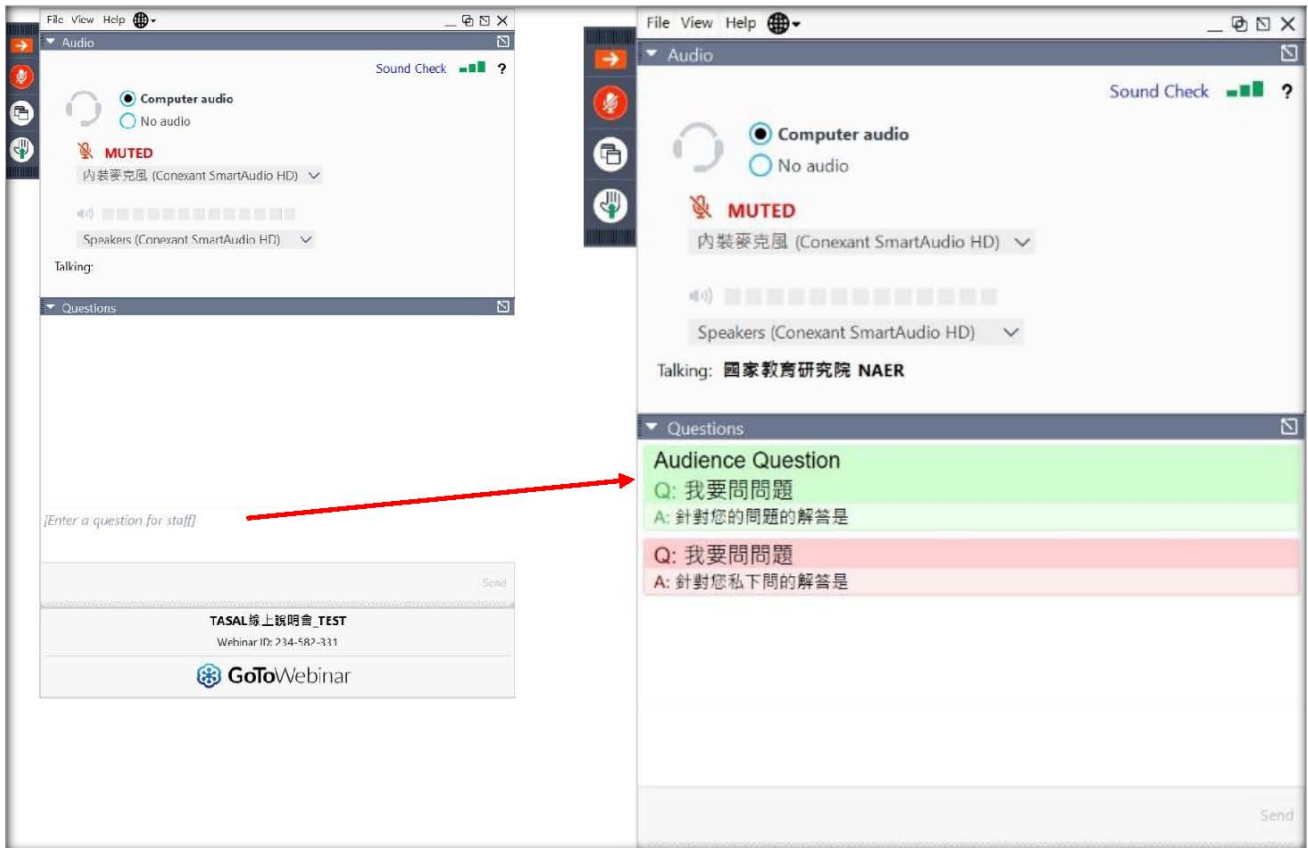 File View Help
Audio
Sound Check ?
Computer audio
No audio
MUTED
內裝麥克風 (Conexant SmartAudio HD)
Speakers (Conexant SmartAudio HD)
Talking:
Questions
[Enter a question for staff]
Send
TASAL線上說明會_TEST
Webinar ID: 234-582-331
GoToWebinar
File View Help
Audio
Sound Check ?
Computer audio
No audio
MUTED
內裝麥克風 (Conexant SmartAudio HD)
Speakers (Conexant SmartAudio HD)
Talking: 國家教育研究院 NAER
Questions
Audience Question
Q: 我要問問題
A: 針對您的問題的解答是
Q: 我要問問題
A: 針對您私下問的解答是
Send